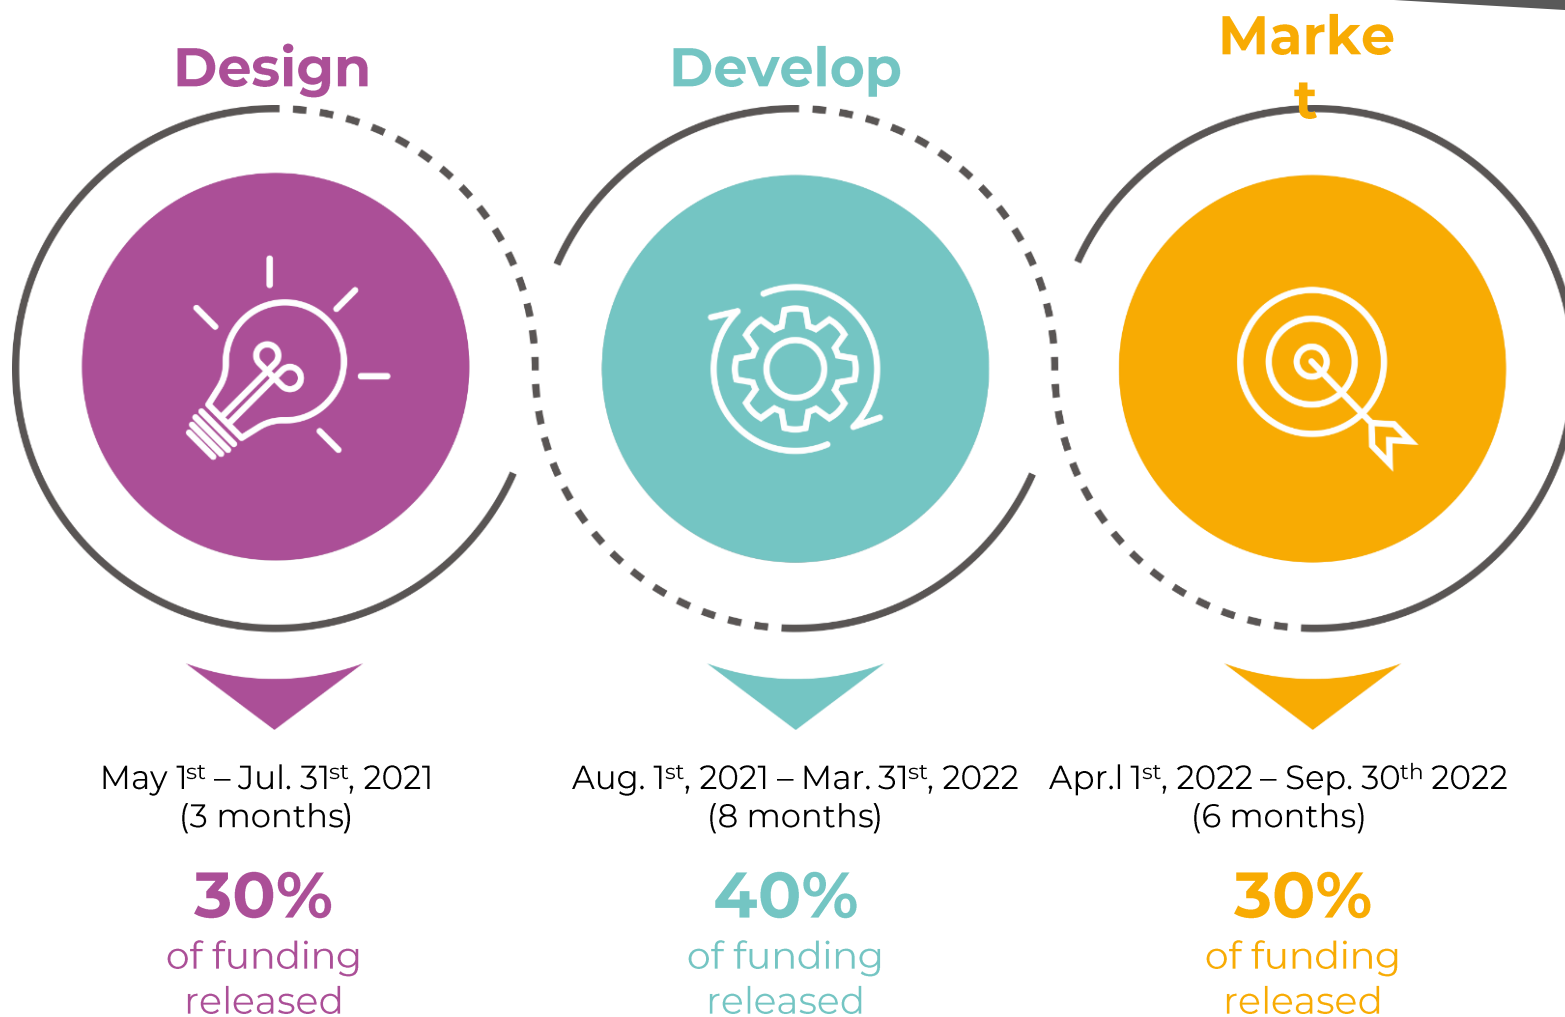 Design
Develop
Marke
t
May 1st – Jul. 31st, 2021
(3 months)
Aug. 1st, 2021 – Mar. 31st, 2022
(8 months)
Apr.l 1st, 2022 – Sep. 30th 2022
(6 months)
30%
of funding
released
40%
of funding
released
30%
of funding
released